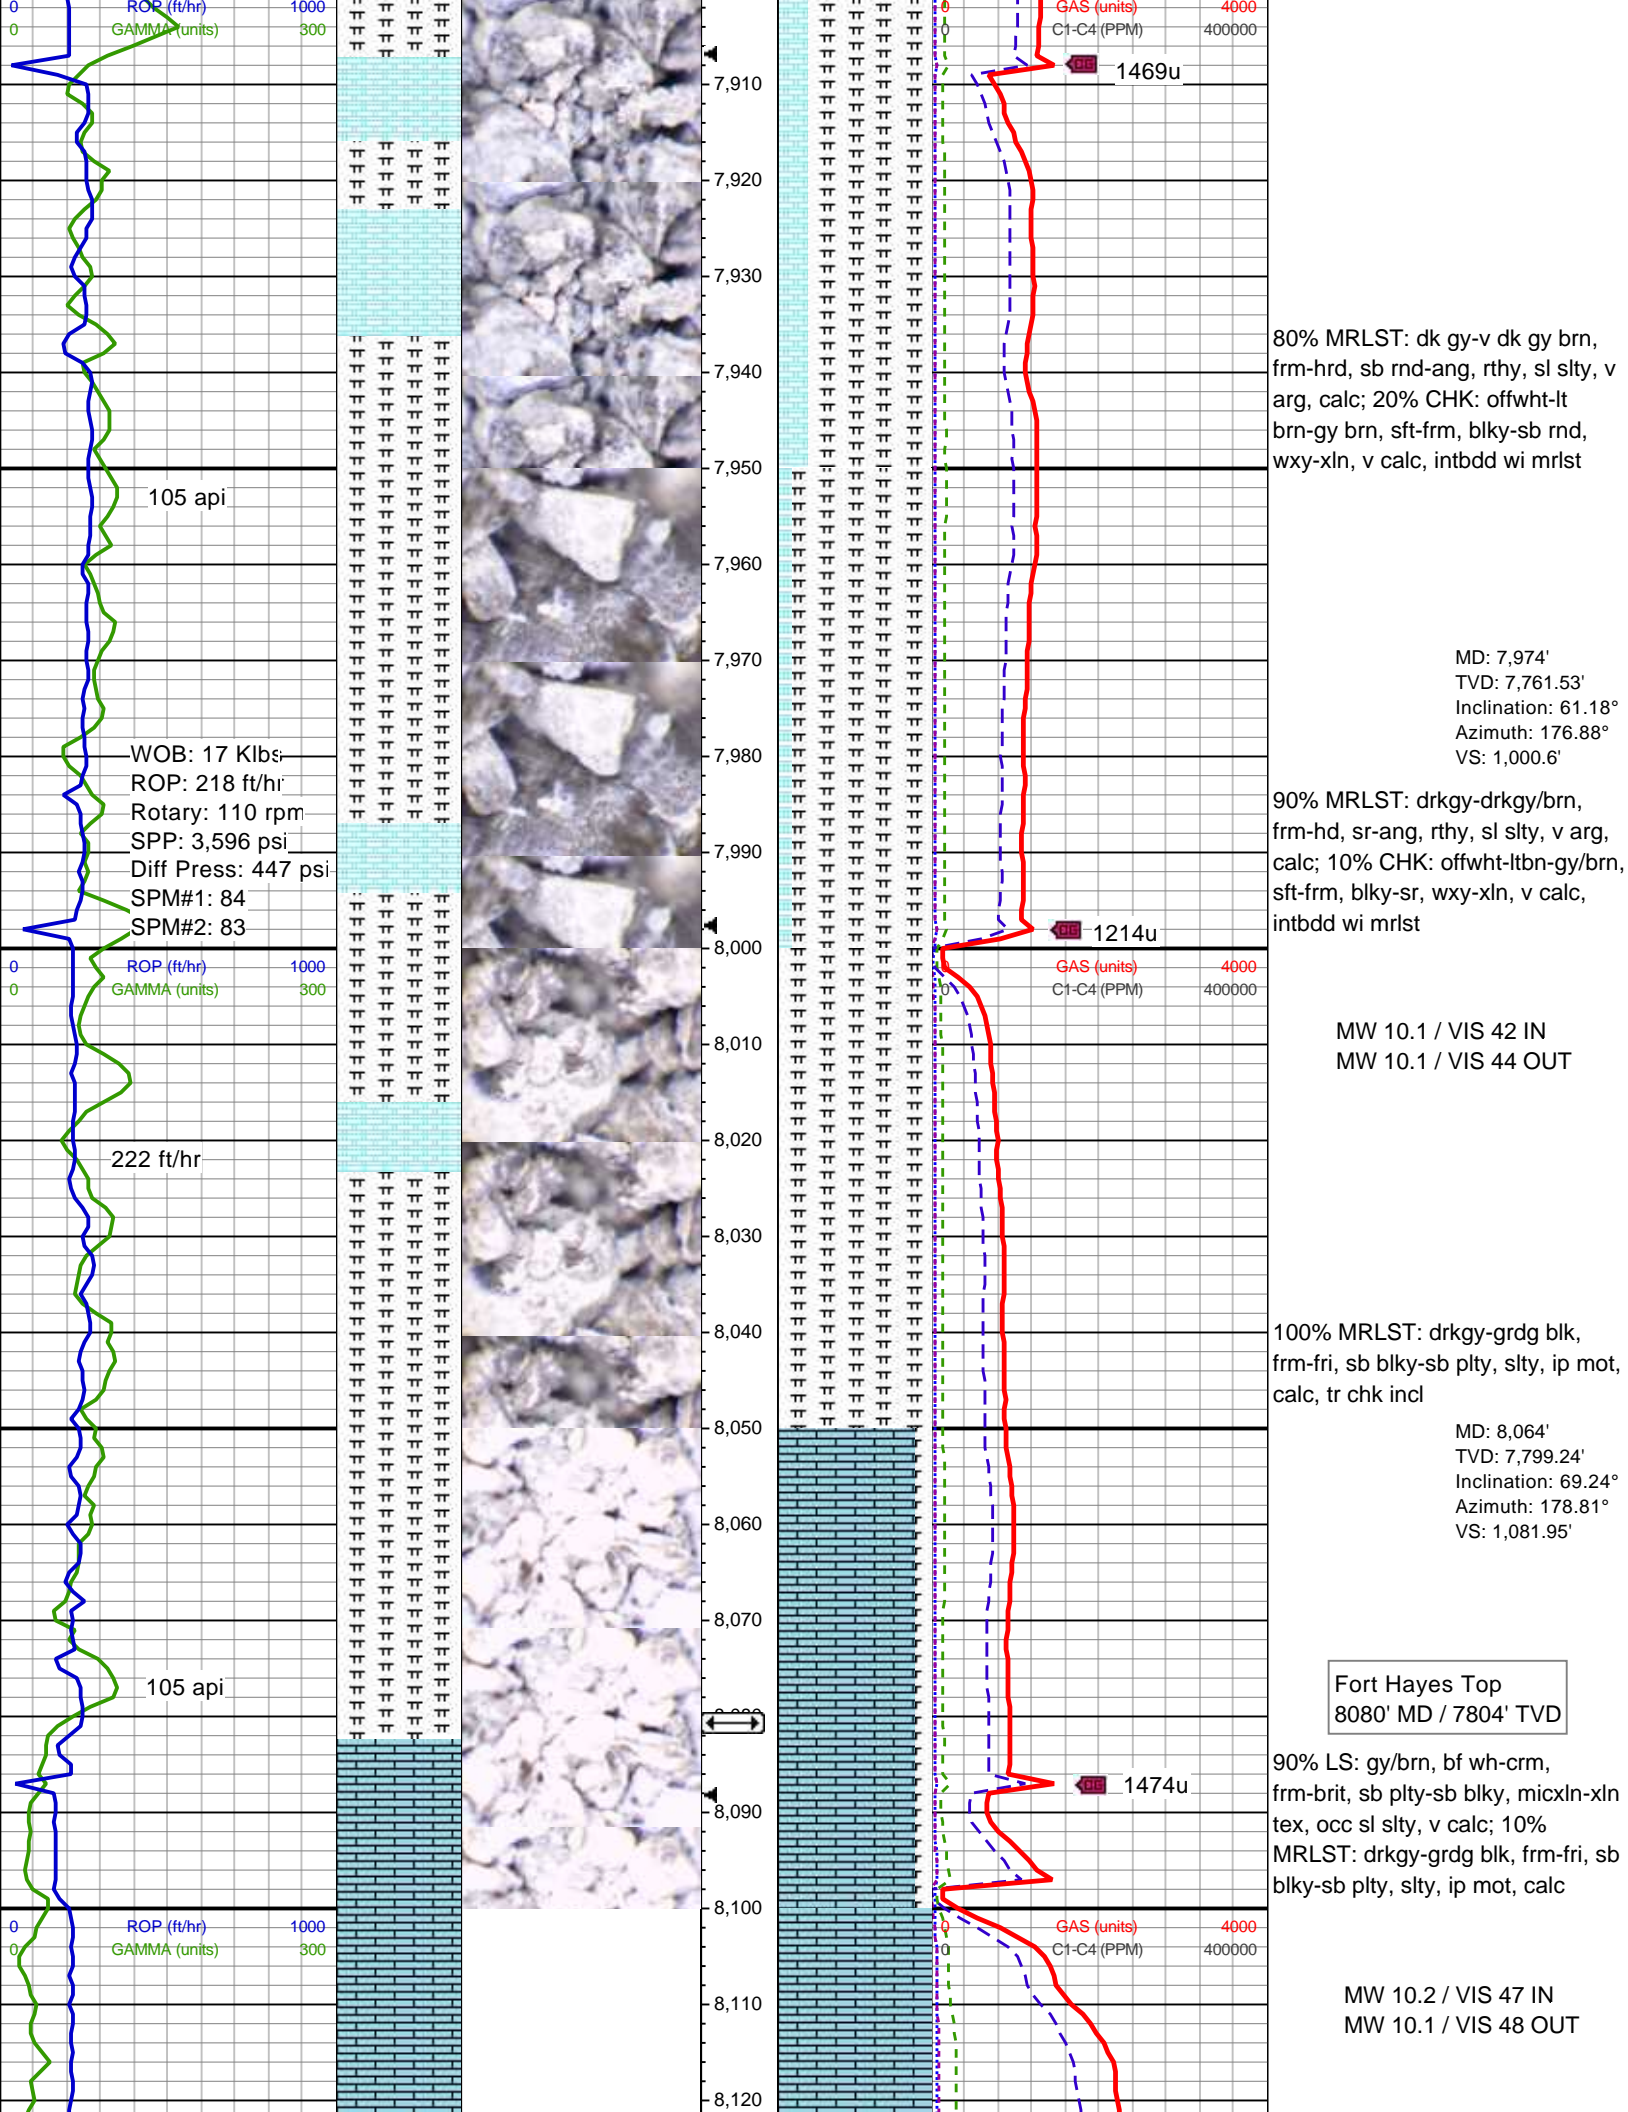 0 ROP (ft/hr) 1000
0 GAMMA (units) 300
0 GAS (units) 4000
0 C1-C4 (PPM) 400000
CG 1469u
7,910
7,920
7,930
80% MRLST: dk gy-v dk gy brn,
frm-hrd, sb rnd-ang, rthy, sl slty, v
arg, calc; 20% CHK: offwht-lt
brn-gy brn, sft-frm, blky-sb rnd,
wxy-xln, v calc, intbdd wi mrlst
7,940
7,950
105 api
7,960
7,970
MD: 7,974'
TVD: 7,761.53'
Inclination: 61.18°
Azimuth: 176.88°
VS: 1,000.6'
7,980
WOB: 17 Klbs
ROP: 218 ft/hr
Rotary: 110 rpm
SPP: 3,596 psi
Diff Press: 447 psi
SPM#1: 84
SPM#2: 83
90% MRLST: drkgy-drkgy/brn,
frm-hd, sr-ang, rthy, sl slty, v arg,
calc; 10% CHK: offwht-ltbn-gy/brn,
sft-frm, blky-sr, wxy-xln, v calc,
intbdd wi mrlst
7,990
CG 1214u
8,000
0 ROP (ft/hr) 1000
0 GAMMA (units) 300
0 GAS (units) 4000
0 C1-C4 (PPM) 400000
MW 10.1 / VIS 42 IN
MW 10.1 / VIS 44 OUT
8,010
8,020
222 ft/hr
8,030
8,040
100% MRLST: drkgy-grdg blk,
frm-fri, sb blky-sb plty, slty, ip mot,
calc, tr chk incl
8,050
MD: 8,064'
TVD: 7,799.24'
Inclination: 69.24°
Azimuth: 178.81°
VS: 1,081.95'
8,060
8,070
105 api
Fort Hayes Top
8080' MD / 7804' TVD
90% LS: gy/brn, bf wh-crm,
frm-brit, sb plty-sb blky, micxln-xln
tex, occ sl slty, v calc; 10%
MRLST: drkgy-grdg blk, frm-fri, sb
blky-sb plty, slty, ip mot, calc
CG 1474u
8,090
8,100
0 ROP (ft/hr) 1000
0 GAMMA (units) 300
0 GAS (units) 4000
0 C1-C4 (PPM) 400000
8,110
MW 10.2 / VIS 47 IN
MW 10.1 / VIS 48 OUT
8,120